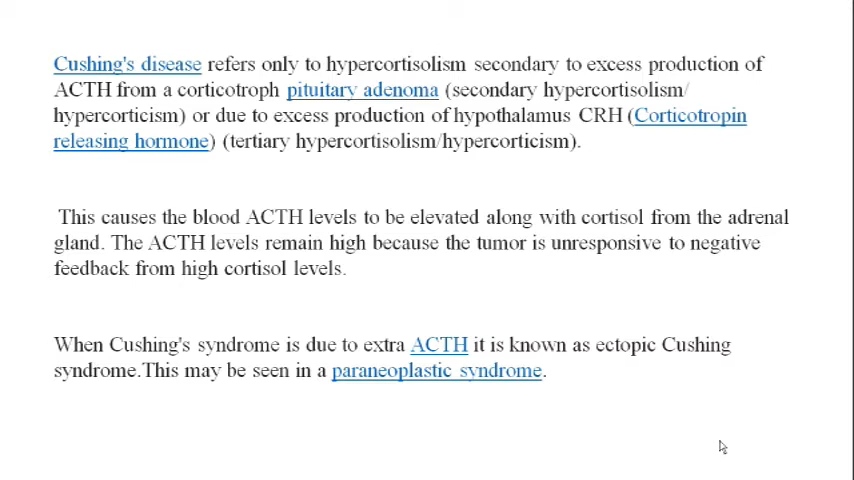 Cushing's disease refers only to hypercortisolism secondary to excess production of
ACTH from a corticotroph pituitary adenoma (secondary hypercortisolism/
hypercorticism) or due to excess production of hypothalamus CRH (Corticotropin
releasing hormone) (tertiary hypercortisolism/hypercorticism).
This causes the blood ACTH levels to be elevated along with cortisol from the adrenal
gland. The ACTH levels remain high because the tumor is unresponsive to negative
feedback from high cortisol levels.
When Cushing's syndrome is due to extra ACTH it is known as ectopic Cushing
syndrome.This may be seen in a paraneoplastic syndrome.